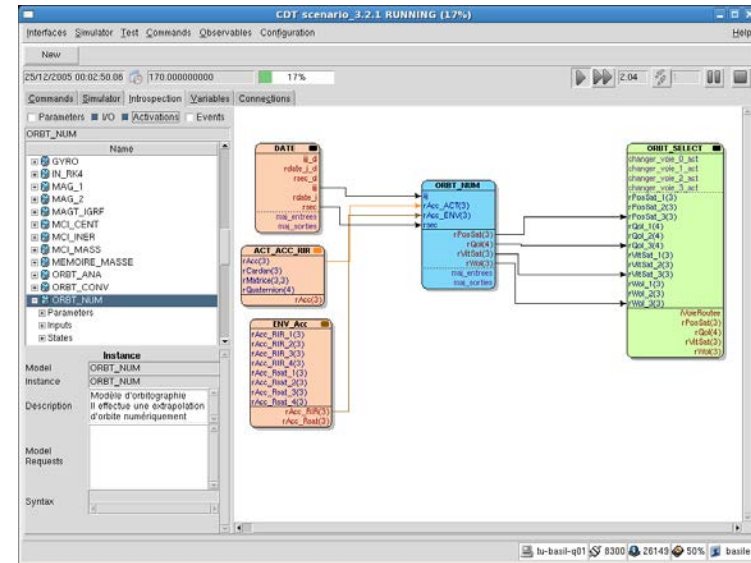 CDT scenario_3.2.1 RUNNING (17%)
Interfaces Simulator Test Commands Observables Configuration Help
New
25/12/2005 00:02:50.06 170.000000000 17% 2.04
Commands Simulator Introspection Variables Connections
Parameters I/O Activations Events
ORBT_NUM
Name
GYRO
IN_RK4
MAG_1
MAG_2
MAGT_IGRF
MCI_CENT
MCI_INER
MCI_MASS
MEMOIRE_MASSE
ORBT_ANA
ORBT_CONV
ORBT_NUM
Parameters
Inputs
States
Instance
Model ORBT_NUM
Instance ORBT_NUM
Description Modèle d'orbitographie
Il effectue une extrapolation
d'orbite numériquement
Model
Requests
Syntax
DATE
rdate_j_d
rsec_d
rdate_j
rsec
maj_entrees
maj_sorties
ACT_ACC_RIR
rAcc(3)
rCardan(3)
rMatrice(3,3)
rQuaternion(4)
rAcc(3)
ENV_Acc
rAcc_RIR_1(3)
rAcc_RIR_2(3)
rAcc_RIR_3(3)
rAcc_RIR_4(3)
rAcc_Rsat_1(3)
rAcc_Rsat_2(3)
rAcc_Rsat_3(3)
rAcc_Rsat_4(3)
rAcc_RIR(3)
rAcc_Rsat(3)
ORBT_NUM
rAcc_ACT(3)
rAcc_ENV(3)
rsec
rPosSat(3)
rQol(4)
rVitSat(3)
rWol(3)
maj_entrees
maj_sorties
ORBIT_SELECT
changer_voie_0_act
changer_voie_1_act
changer_voie_2_act
changer_voie_3_act
rPosSat_1(3)
rPosSat_2(3)
rPosSat_3(3)
rQol_1(4)
rQol_2(4)
rQol_3(4)
rVitSat_1(3)
rVitSat_2(3)
rVitSat_3(3)
rWol_1(3)
rWol_2(3)
rWol_3(3)
iVoieRoutee
rPosSat(3)
rQol(4)
rVitSat(3)
rWol(3)
tu-basil-q01 8300 26149 50% basile